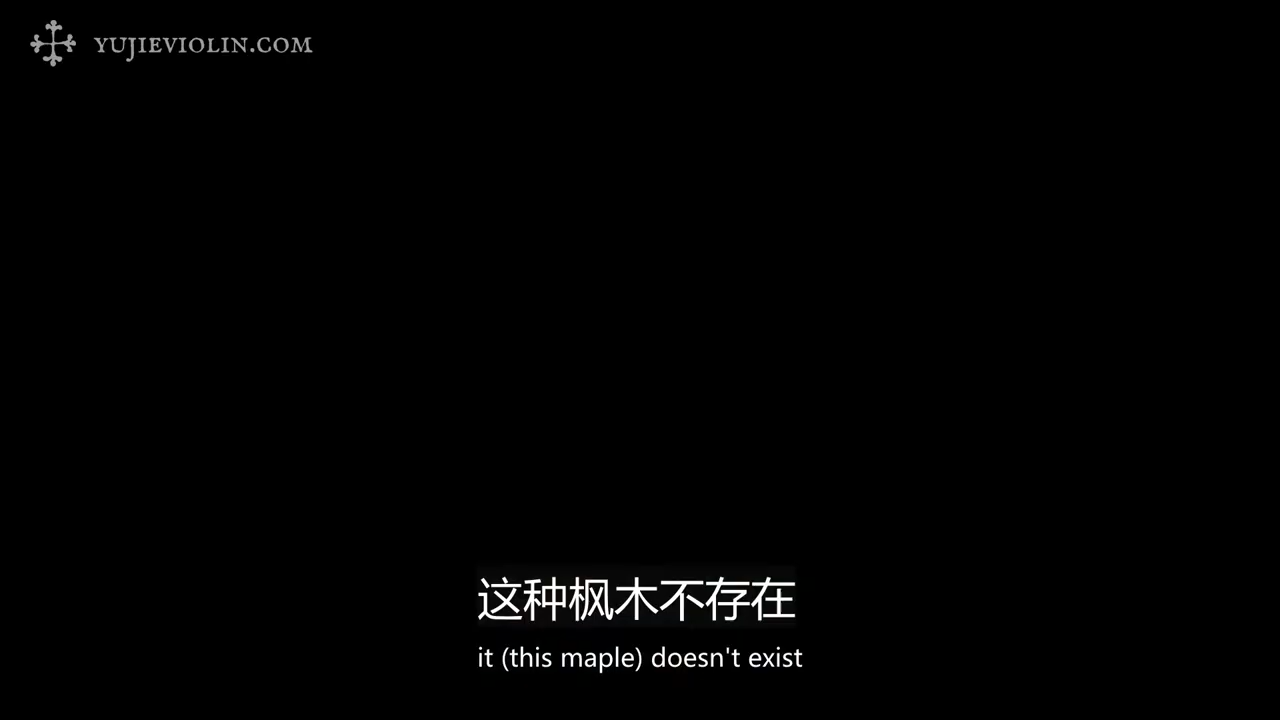 YUJIEVIOLIN.COM
这种枫木不存在
it (this maple) doesn't exist